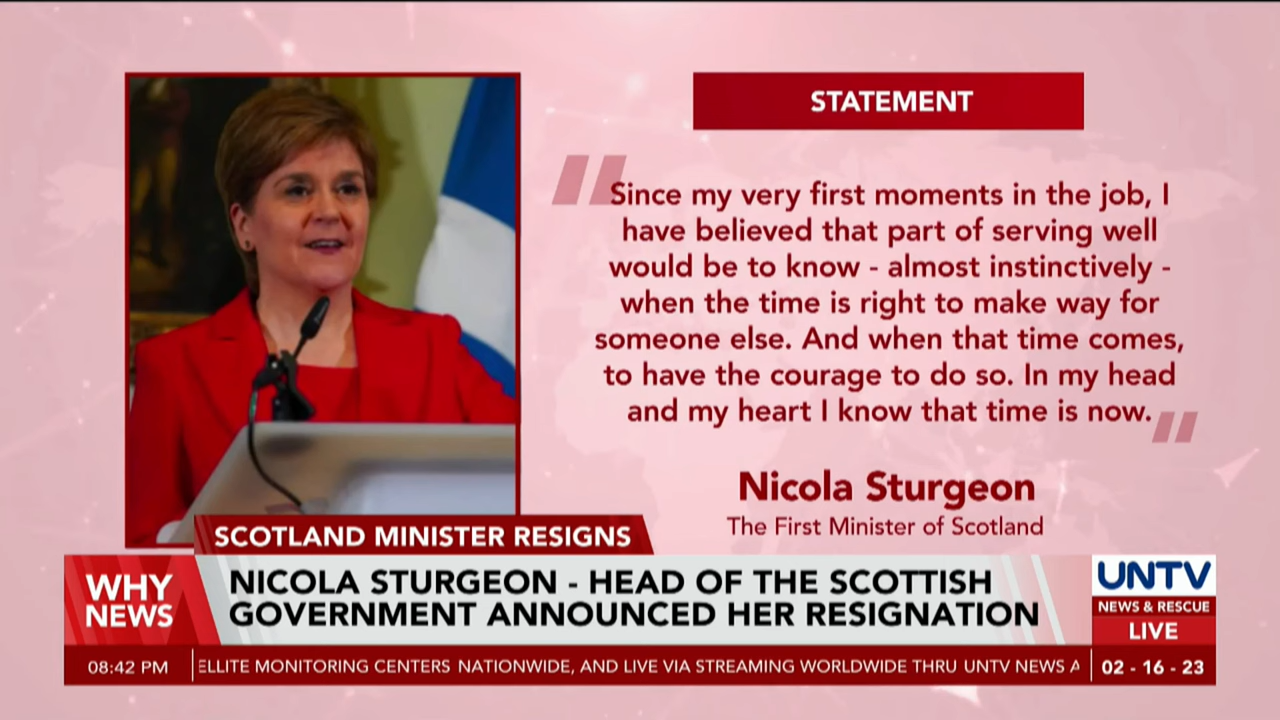 STATEMENT
Since my very first moments in the job, I
have believed that part of serving well
would be to know - almost instinctively -
when the time is right to make way for
someone else. And when that time comes,
to have the courage to do so. In my head
and my heart I know that time is now.
Nicola Sturgeon
The First Minister of Scotland
SCOTLAND MINISTER RESIGNS
WHY
NEWS
NICOLA STURGEON - HEAD OF THE SCOTTISH
GOVERNMENT ANNOUNCED HER RESIGNATION
UNTV
NEWS & RESCUE
LIVE
08:42 PM
ELLITE MONITORING CENTERS NATIONWIDE, AND LIVE VIA STREAMING WORLDWIDE THRU UNTV NEWS A
02 - 16 - 23